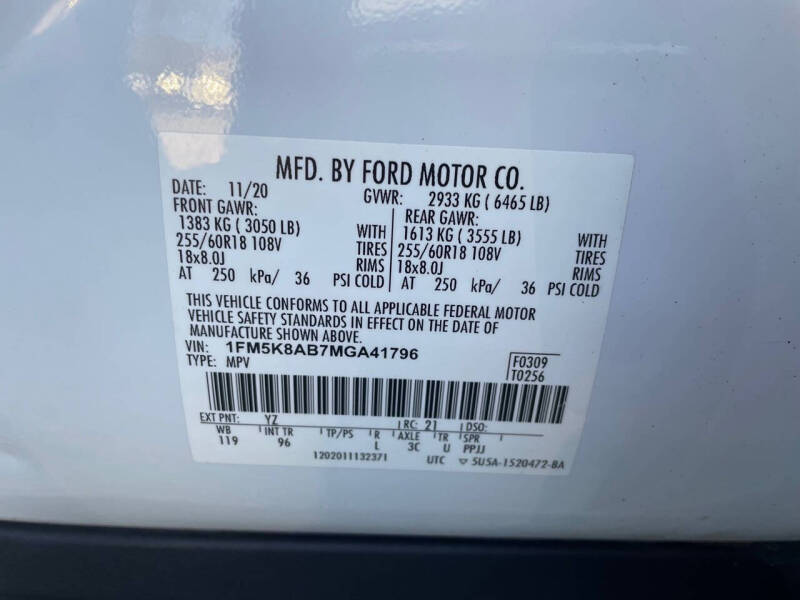 MFD. BY FORD MOTOR CO.
DATE: 11/20 GVWR: 2933 KG ( 6465 LB)
FRONT GAWR: REAR GAWR:
1383 KG ( 3050 LB) WITH 1613 KG ( 3555 LB) WITH
255/60R18 108V TIRES 255/60R18 108V TIRES
18x8.0J RIMS 18x8.0J RIMS
AT 250 kPa/ 36 PSI COLD AT 250 kPa/ 36 PSI COLD
THIS VEHICLE CONFORMS TO ALL APPLICABLE FEDERAL MOTOR
VEHICLE SAFETY STANDARDS IN EFFECT ON THE DATE OF
MANUFACTURE SHOWN ABOVE.
VIN: 1FM5K8AB7MGA41796 F0309
TYPE: MPV T0256
EXT PNT: YZ RC: 21 DSO:
WB INT TR TP/PS R AXLE TR SPR
119 96 L 3C U PPJJ
1202011132371 UTC ▽ 5U5A-1520472-BA